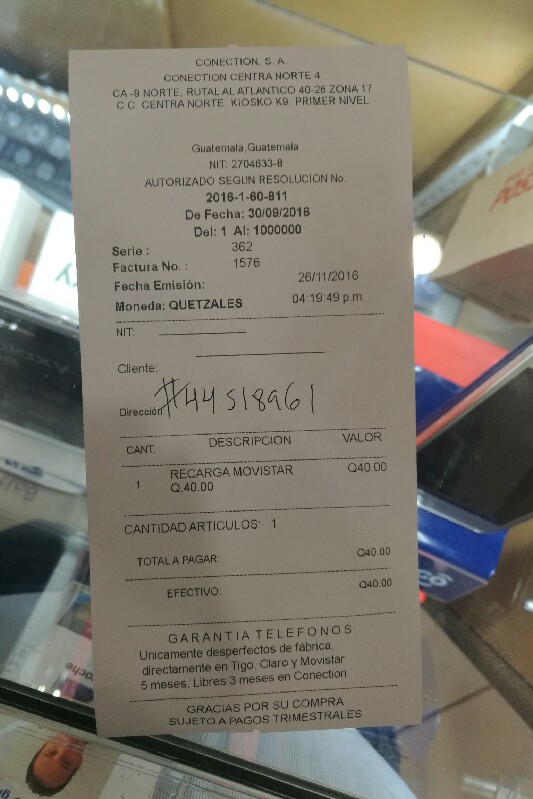 CONECTION, S. A.
CONECTION CENTRA NORTE 4
CA -9 NORTE, RUTAL AL ATLANTICO 40-26 ZONA 17
C.C. CENTRA NORTE, KIOSKO K9, PRIMER NIVEL
Guatemala,Guatemala
NIT: 2704633-8
AUTORIZADO SEGUN RESOLUCION No.
2016-1-60-811
De Fecha: 30/09/2016
Del: 1 Al: 1000000
Serie : 362
Factura No. : 1576
Fecha Emisión: 26/11/2016
Moneda: QUETZALES 04:19:49 p.m.
NIT:
Cliente:
Dirección: #44518961
CANT. DESCRIPCION VALOR
1 RECARGA MOVISTAR Q40.00
Q.40.00
CANTIDAD ARTICULOS: 1
TOTAL A PAGAR: Q40.00
EFECTIVO: Q40.00
GARANTIA TELEFONOS
Unicamente desperfectos de fábrica,
directamente en Tigo, Claro y Movistar
5 meses, Libres 3 meses en Conection
GRACIAS POR SU COMPRA
SUJETO A PAGOS TRIMESTRALES